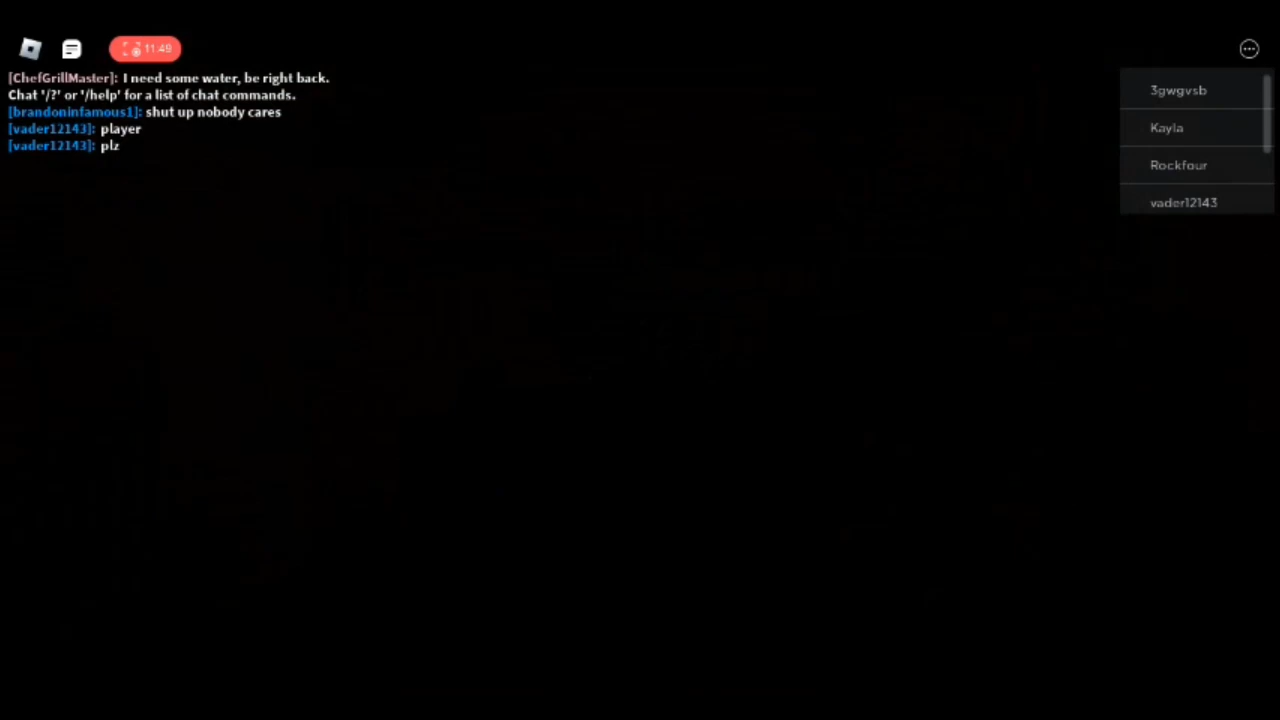 11:49
[ChefGrillMaster]: I need some water, be right back.
Chat '/?' or '/help' for a list of chat commands.
[brandoninfamous1]: shut up nobody cares
[vader12143]: player
[vader12143]: plz
3gwgvsb
Kayla
Rockfour
vader12143